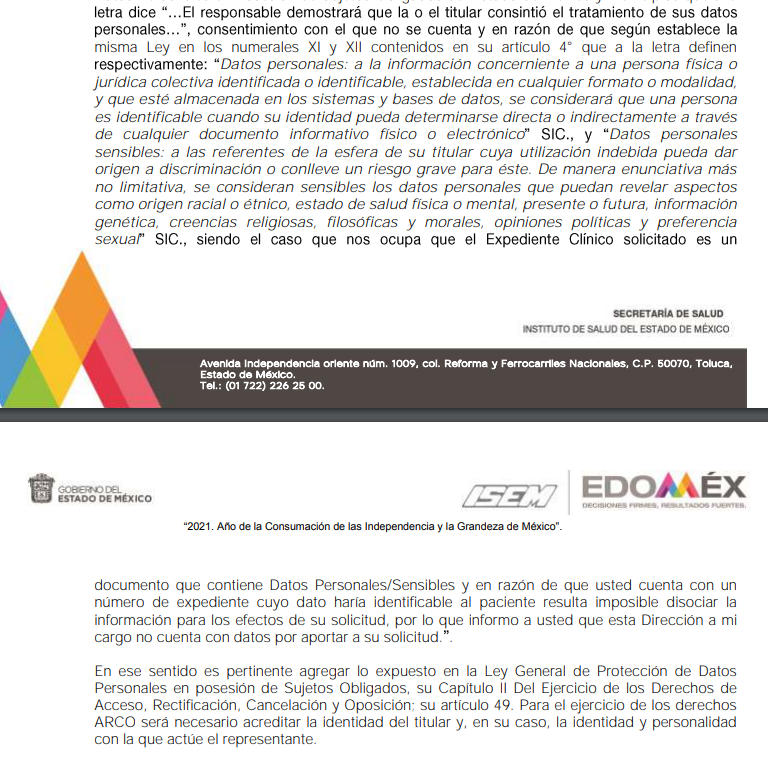 letra dice “…El responsable demostrará que la o el titular consintió el tratamiento de sus datos
personales…”, consentimiento con el que no se cuenta y en razón de que según establece la
misma Ley en los numerales XI y XII contenidos en su artículo 4° que a la letra definen
respectivamente: “Datos personales: a la información concerniente a una persona física o
jurídica colectiva identificada o identificable, establecida en cualquier formato o modalidad,
y que esté almacenada en los sistemas y bases de datos, se considerará que una persona
es identificable cuando su identidad pueda determinarse directa o indirectamente a través
de cualquier documento informativo físico o electrónico” SIC., y “Datos personales
sensibles: a las referentes de la esfera de su titular cuya utilización indebida pueda dar
origen a discriminación o conlleve un riesgo grave para éste. De manera enunciativa más
no limitativa, se consideran sensibles los datos personales que puedan revelar aspectos
como origen racial o étnico, estado de salud física o mental, presente o futura, información
genética, creencias religiosas, filosóficas y morales, opiniones políticas y preferencia
sexual” SIC., siendo el caso que nos ocupa que el Expediente Clínico solicitado es un
SECRETARÍA DE SALUD
INSTITUTO DE SALUD DEL ESTADO DE MÉXICO
Avenida Independencia oriente núm. 1009, col. Reforma y Ferrocarriles Nacionales, C.P. 50070, Toluca,
Estado de México.
Tel.: (01 722) 226 25 00.
GOBIERNO DEL
ESTADO DE MÉXICO
ISEM
EDOMÉX
DECISIONES FIRMES, RESULTADOS FUERTES.
“2021. Año de la Consumación de las Independencia y la Grandeza de México”.
documento que contiene Datos Personales/Sensibles y en razón de que usted cuenta con un
número de expediente cuyo dato haría identificable al paciente resulta imposible disociar la
información para los efectos de su solicitud, por lo que informo a usted que esta Dirección a mi
cargo no cuenta con datos por aportar a su solicitud.”.
En ese sentido es pertinente agregar lo expuesto en la Ley General de Protección de Datos
Personales en posesión de Sujetos Obligados, su Capítulo II Del Ejercicio de los Derechos de
Acceso, Rectificación, Cancelación y Oposición; su artículo 49. Para el ejercicio de los derechos
ARCO será necesario acreditar la identidad del titular y, en su caso, la identidad y personalidad
con la que actúe el representante.